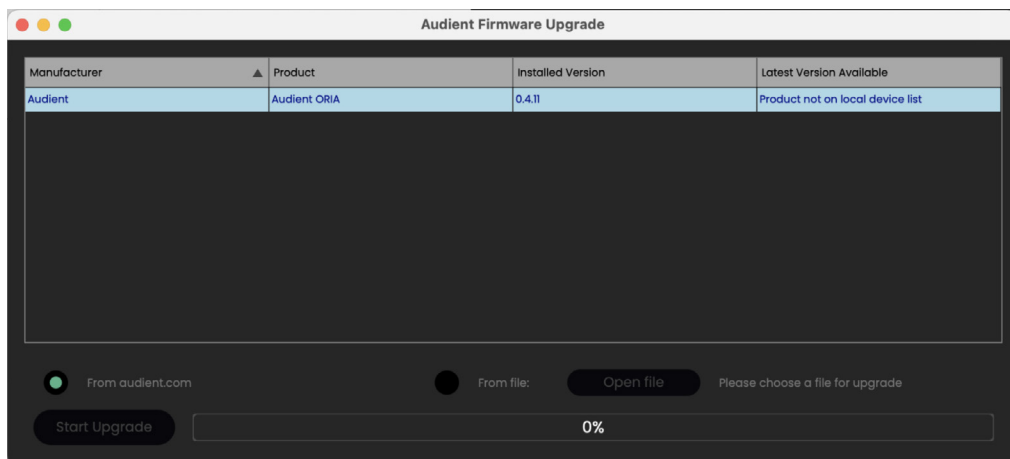 Audient Firmware Upgrade
Manufacturer Product Installed Version Latest Version Available
Audient Audient ORIA 0.4.11 Product not on local device list
From audient.com From file: Open file Please choose a file for upgrade
Start Upgrade 0%